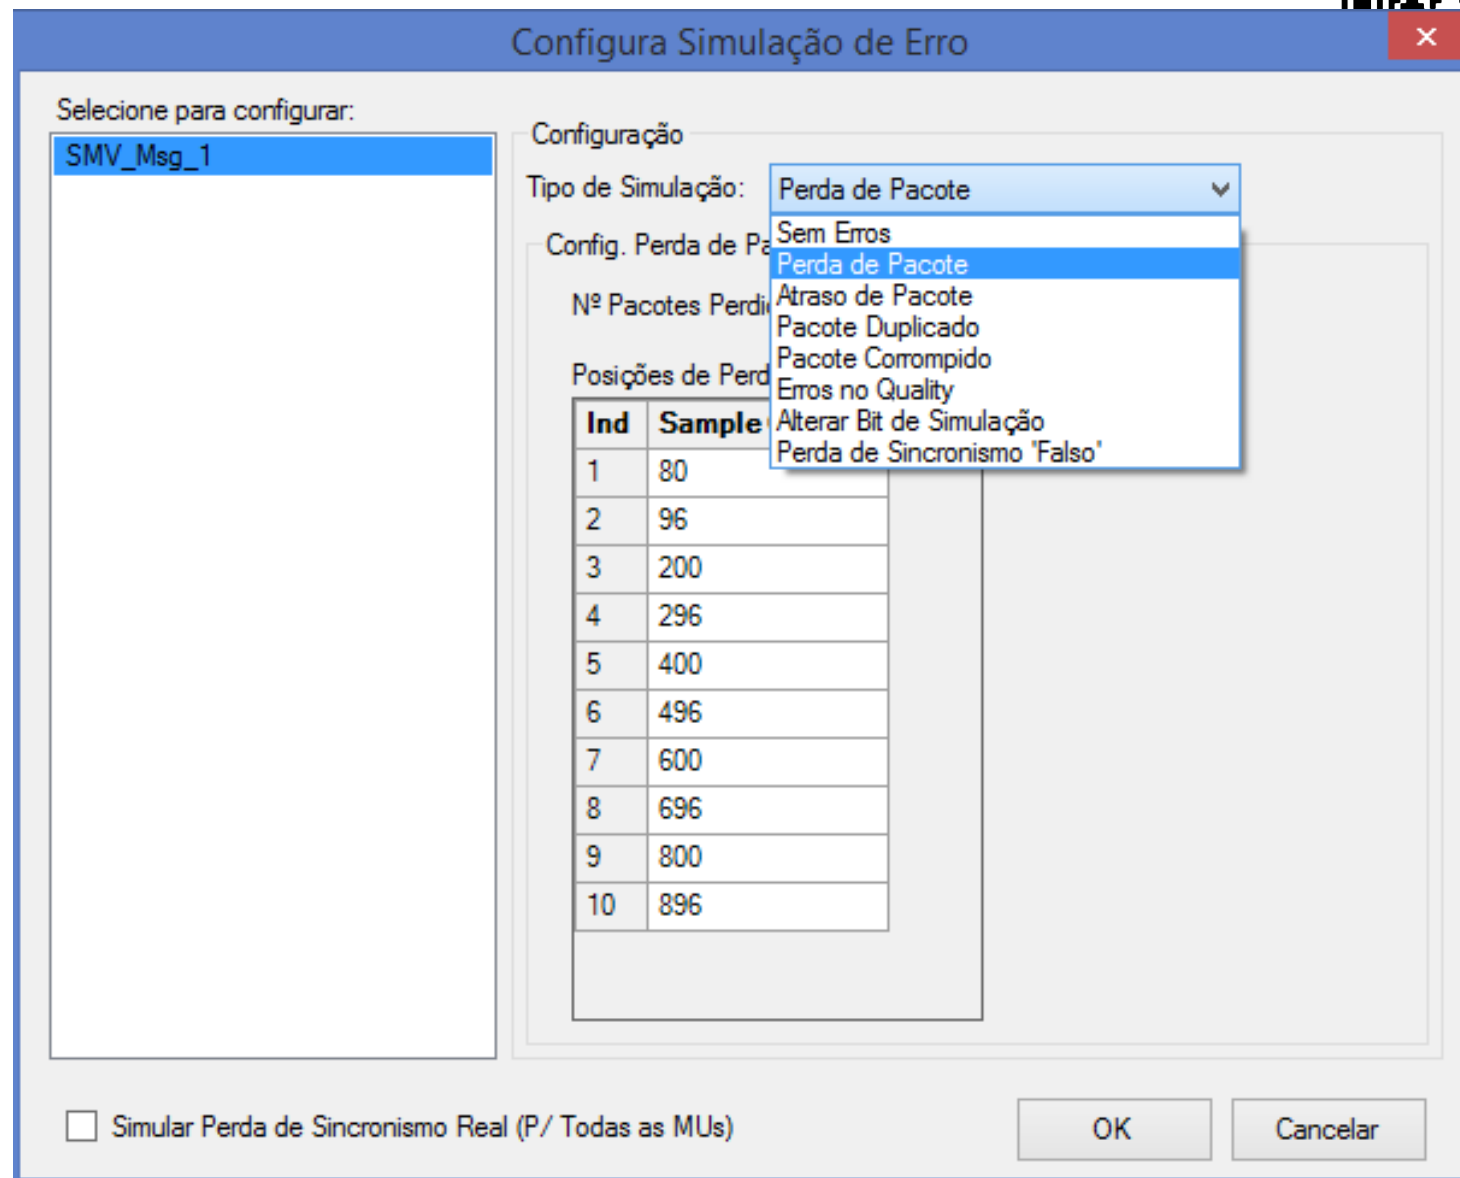 Configura Simulação de Erro
Selecione para configurar:
SMV_Msg_1
Configuração
Tipo de Simulação: Perda de Pacote
Sem Erros
Perda de Pacote
Atraso de Pacote
Pacote Duplicado
Pacote Corrompido
Erros no Quality
Alterar Bit de Simulação
Perda de Sincronismo 'Falso'
Config. Perda de
Nº Pacotes
Posições de
Ind Sample
1 80
2 96
3 200
4 296
5 400
6 496
7 600
8 696
9 800
10 896
Simular Perda de Sincronismo Real (P/ Todas as MUs)
OK Cancelar